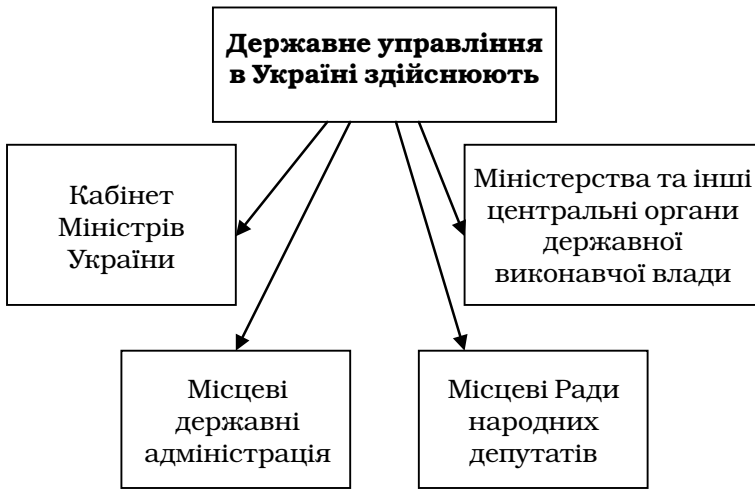 Державне управління
в Україні здійснюють
Кабінет
Міністрів
України
Міністерства та інші
центральні органи
державної
виконавчої влади
Місцеві
державні
адміністрація
Місцеві Ради
народних
депутатів